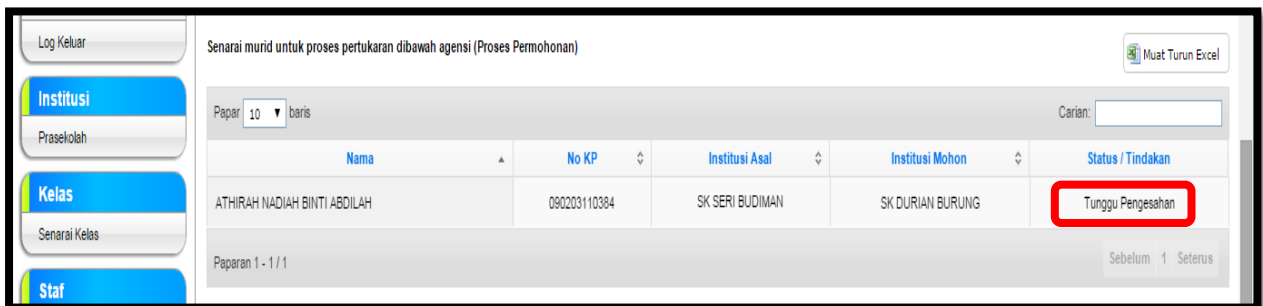 Log Keluar
Institusi
Prasekolah
Kelas
Senarai Kelas
Staf
Senarai murid untuk proses pertukaran dibawah agensi (Proses Permohonan)
Muat Turun Excel
Papar 10 baris
Carian:
Nama No KP Institusi Asal Institusi Mohon Status / Tindakan
ATHIRAH NADIAH BINTI ABDILAH 090203110384 SK SERI BUDIMAN SK DURIAN BURUNG Tunggu Pengesahan
Paparan 1 - 1 / 1
Sebelum 1 Seterus